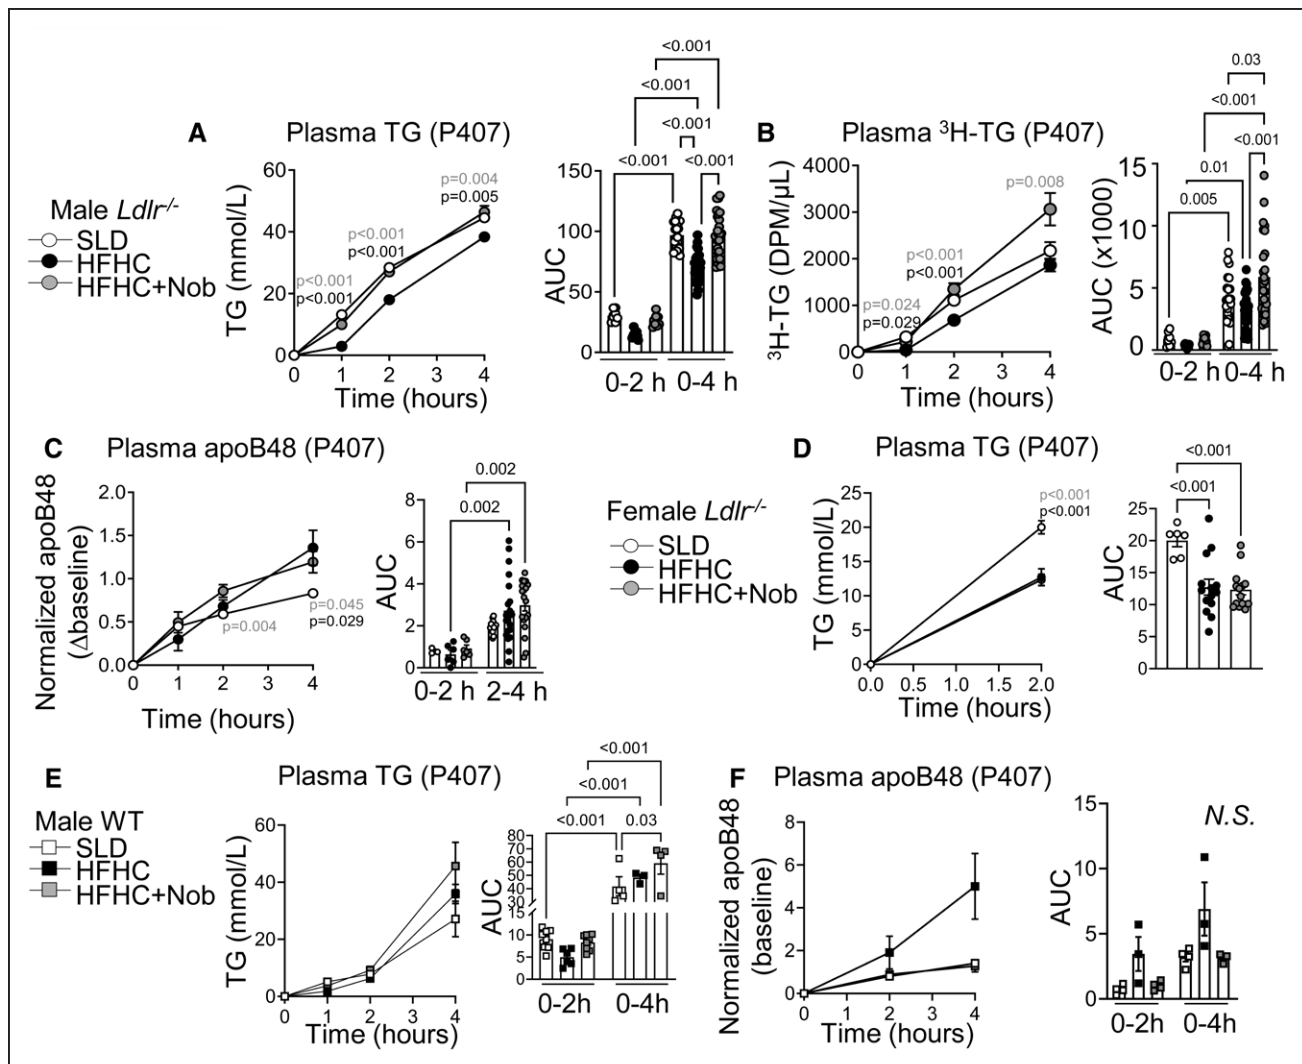 A
Plasma TG (P407)
Male Ldlr-/-
SLD
HFHC
HFHC+Nob
TG (mmol/L)
60
40
20
0
p<0.001
p<0.001
p<0.001
p<0.001
p=0.004
p=0.005
0 1 2 3 4
Time (hours)
<0.001
<0.001
<0.001
<0.001
<0.001
AUC
150
100
50
0
0-2 h 0-4 h
B
Plasma 3H-TG (P407)
3H-TG (DPM/µL)
4000
3000
2000
1000
0
p=0.024
p=0.029
p<0.001
p<0.001
p=0.008
0 1 2 3 4
Time (hours)
0.03
<0.001
<0.001
0.01
0.005
AUC (x1000)
15
10
5
0
0-2 h 0-4 h
C
Plasma apoB48 (P407)
Normalized apoB48
(Δbaseline)
2.0
1.5
1.0
0.5
0.0
p=0.004
p=0.045
p=0.029
0 1 2 3 4
Time (hours)
0.002
0.002
AUC
8
6
4
2
0
0-2 h 2-4 h
D
Plasma TG (P407)
Female Ldlr-/-
SLD
HFHC
HFHC+Nob
TG (mmol/L)
25
20
15
10
5
0
p<0.001
p<0.001
0.0 0.5 1.0 1.5 2.0
Time (hours)
<0.001
<0.001
AUC
25
20
15
10
5
0
E
Plasma TG (P407)
Male WT
SLD
HFHC
HFHC+Nob
TG (mmol/L)
60
40
20
0
0 1 2 3 4
Time (hours)
<0.001
<0.001
<0.001
0.03
AUC
80
70
60
50
40
30
15
10
5
0
0-2h 0-4h
F
Plasma apoB48 (P407)
Normalized apoB48
(baseline)
8
6
4
2
0
0 1 2 3 4
Time (hours)
N.S.
AUC
15
10
5
0
0-2h 0-4h